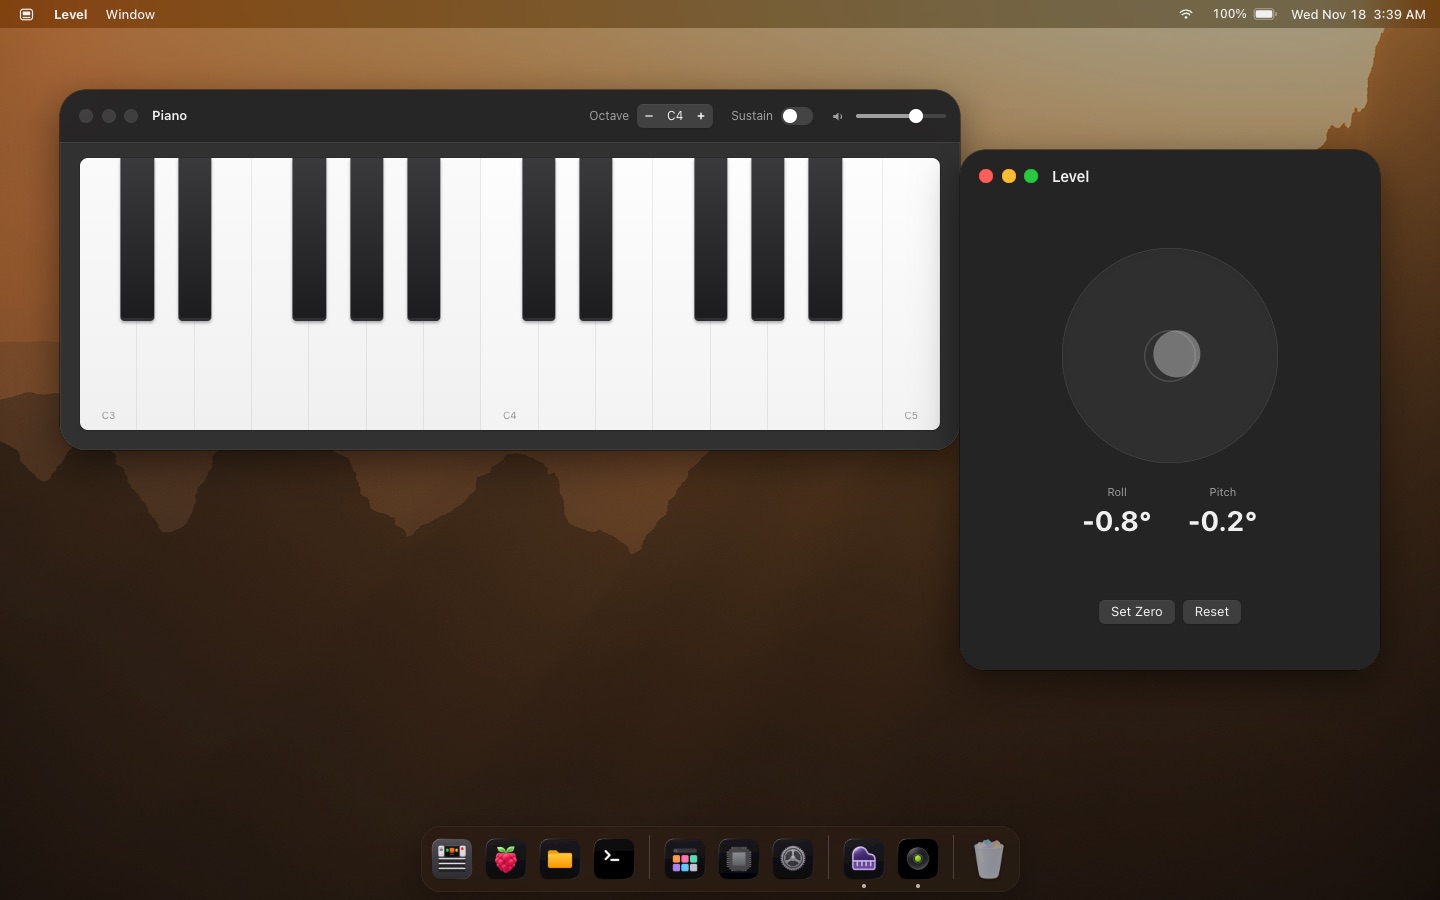 Level Window 100% Wed Nov 18 3:39 AM
Piano Octave − C4 + Sustain
C3 C4 C5
Level
Roll Pitch
-0.8° -0.2°
Set Zero Reset